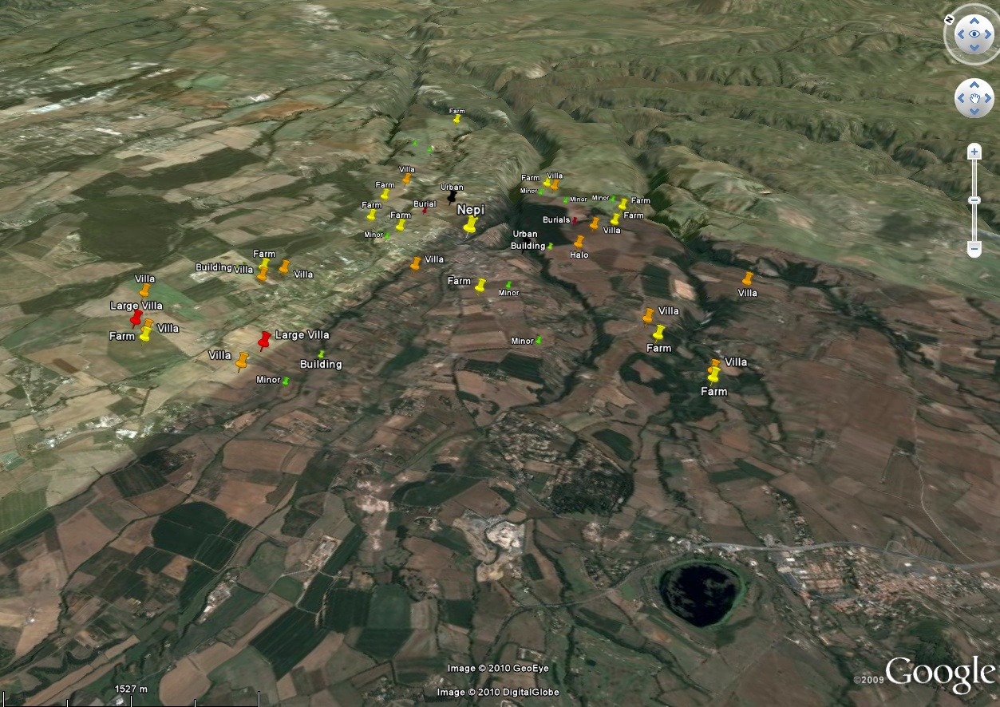 N
Farm
Villa
Farm
Urban
Farm
Villa
Minor
Minor
Minor
Farm
Farm
Burial
Nepi
Farm
Burials
Farm
Villa
Minor
Urban
Building
Halo
Farm
Building
Villa
Villa
Villa
Villa
Farm
Minor
Villa
Large Villa
Villa
Farm
Villa
Large Villa
Minor
Farm
Villa
Building
Villa
Minor
Farm
1527 m
Image © 2010 GeoEye
Image © 2010 DigitalGlobe
©2009 Google